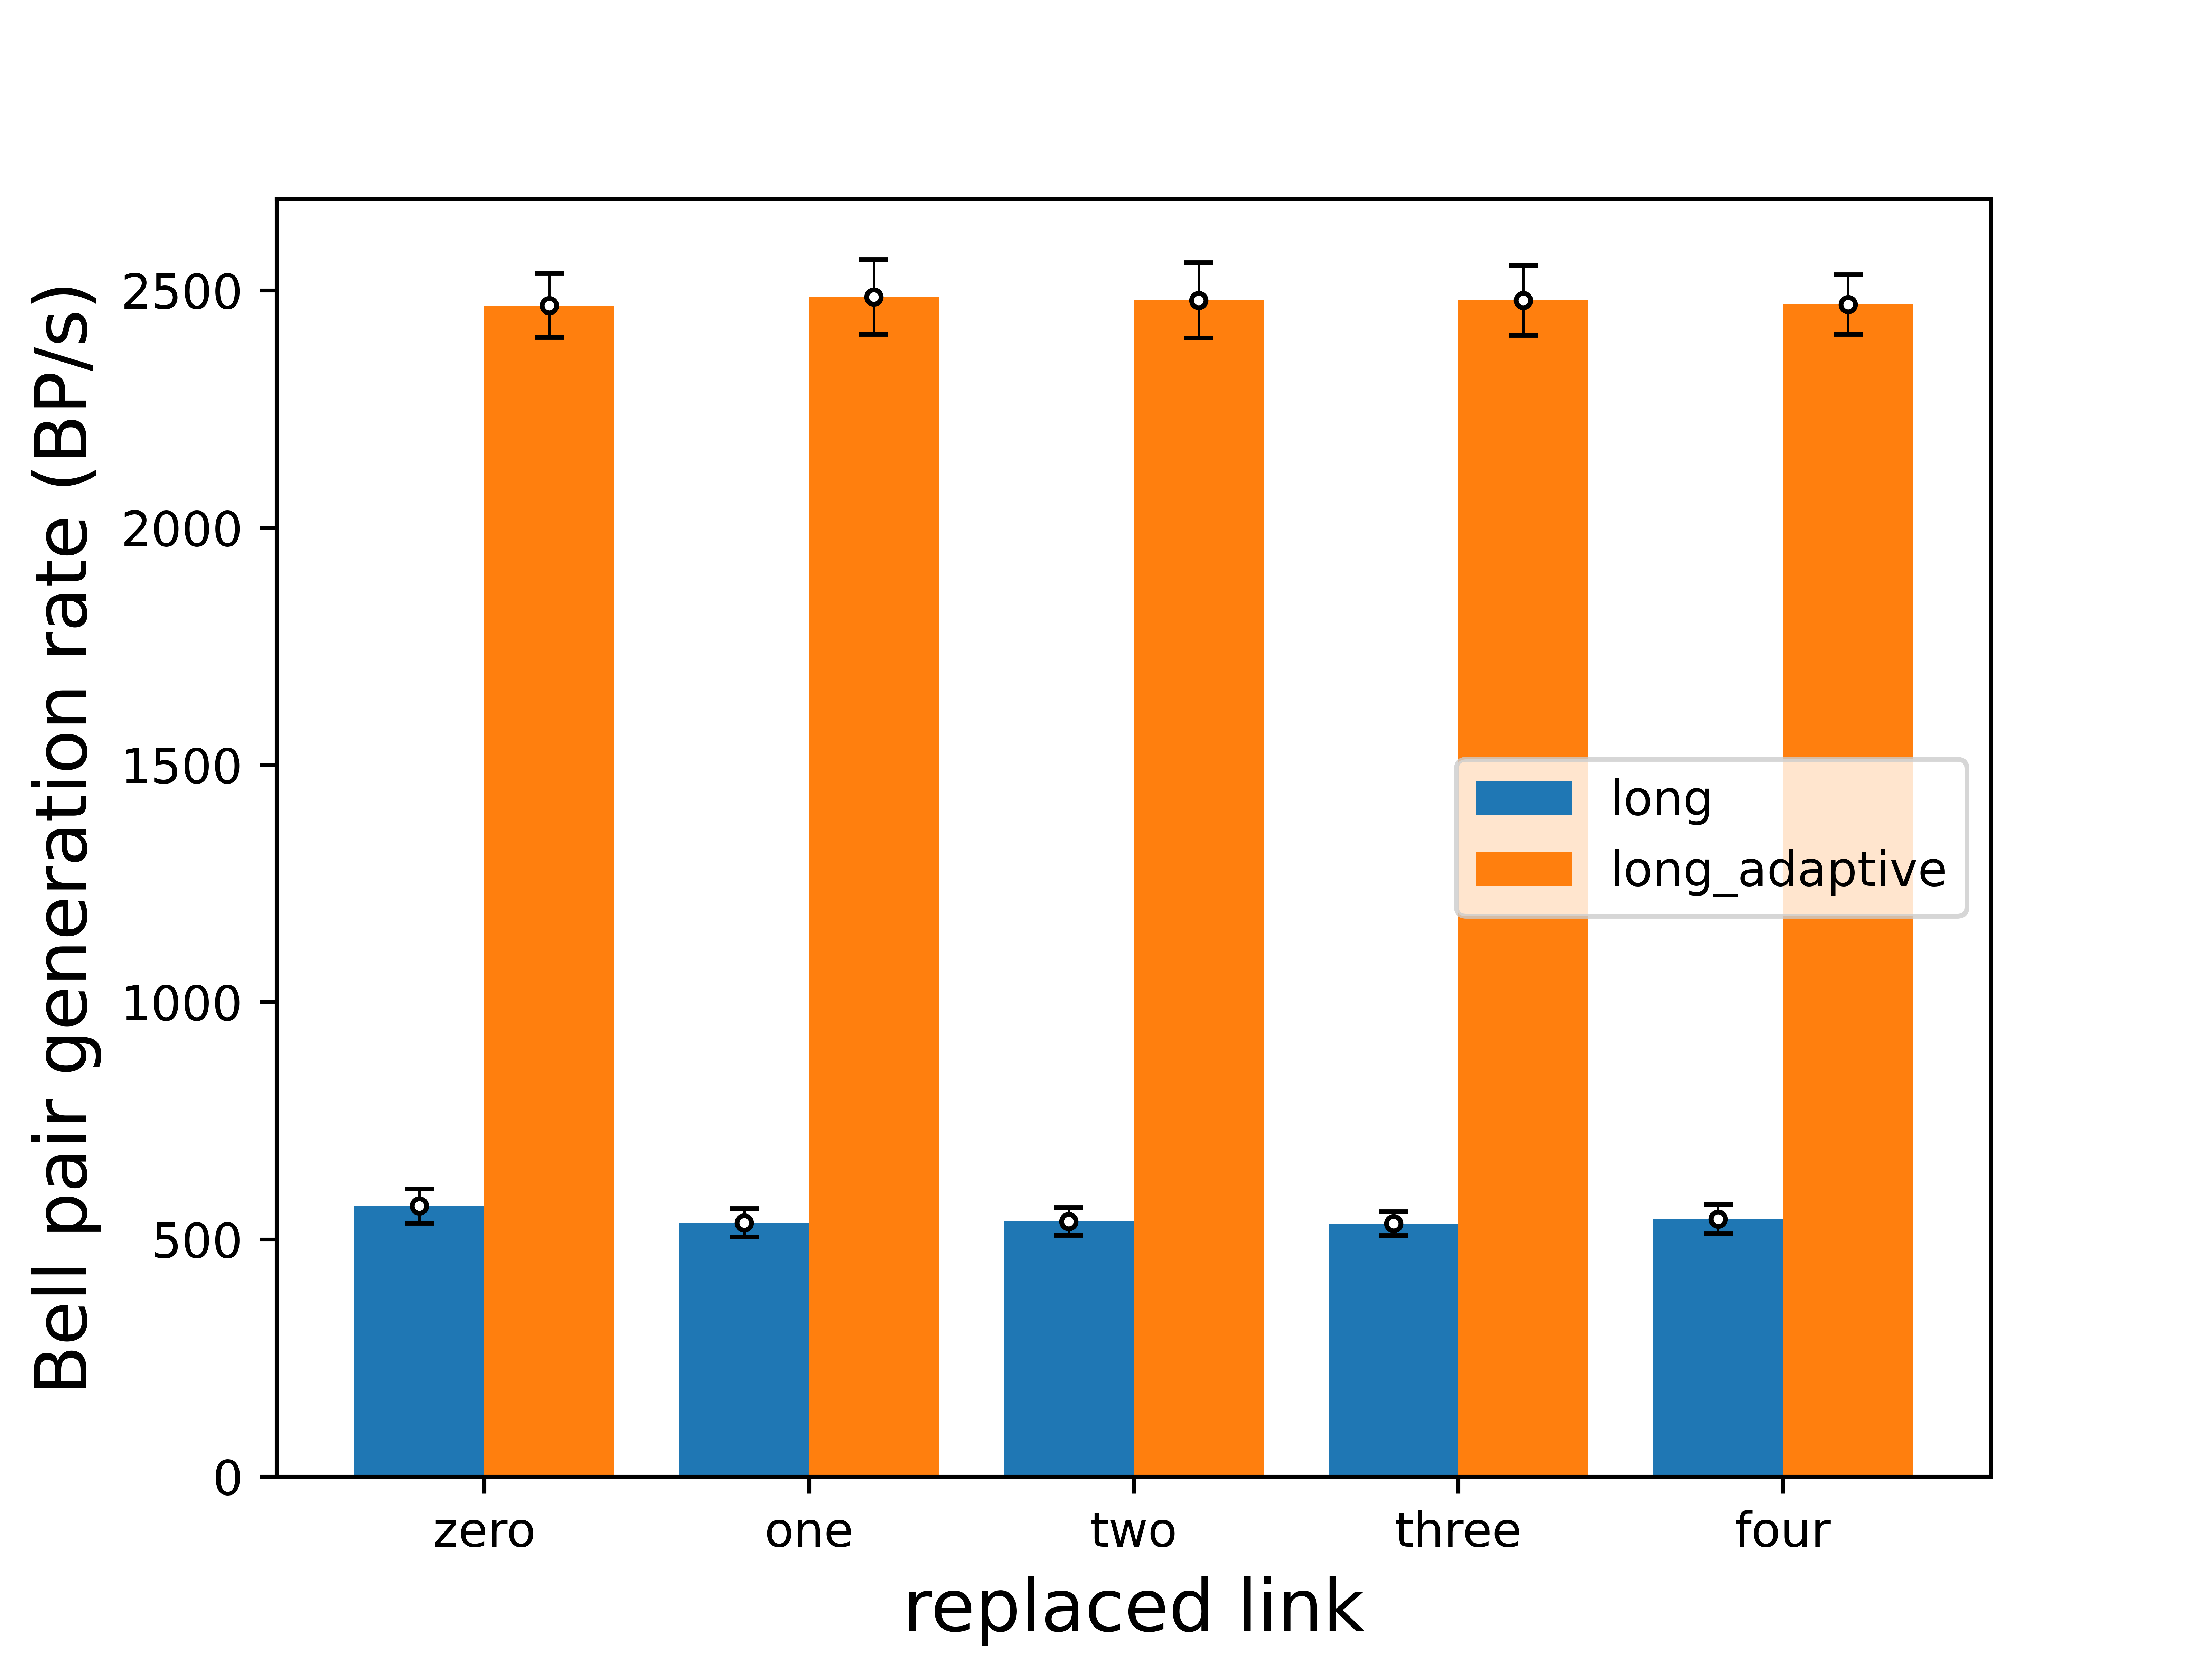 Bell pair generation rate (BP/s)
2500
2000
1500
1000
500
0
long
long_adaptive
zero one two three four
replaced link